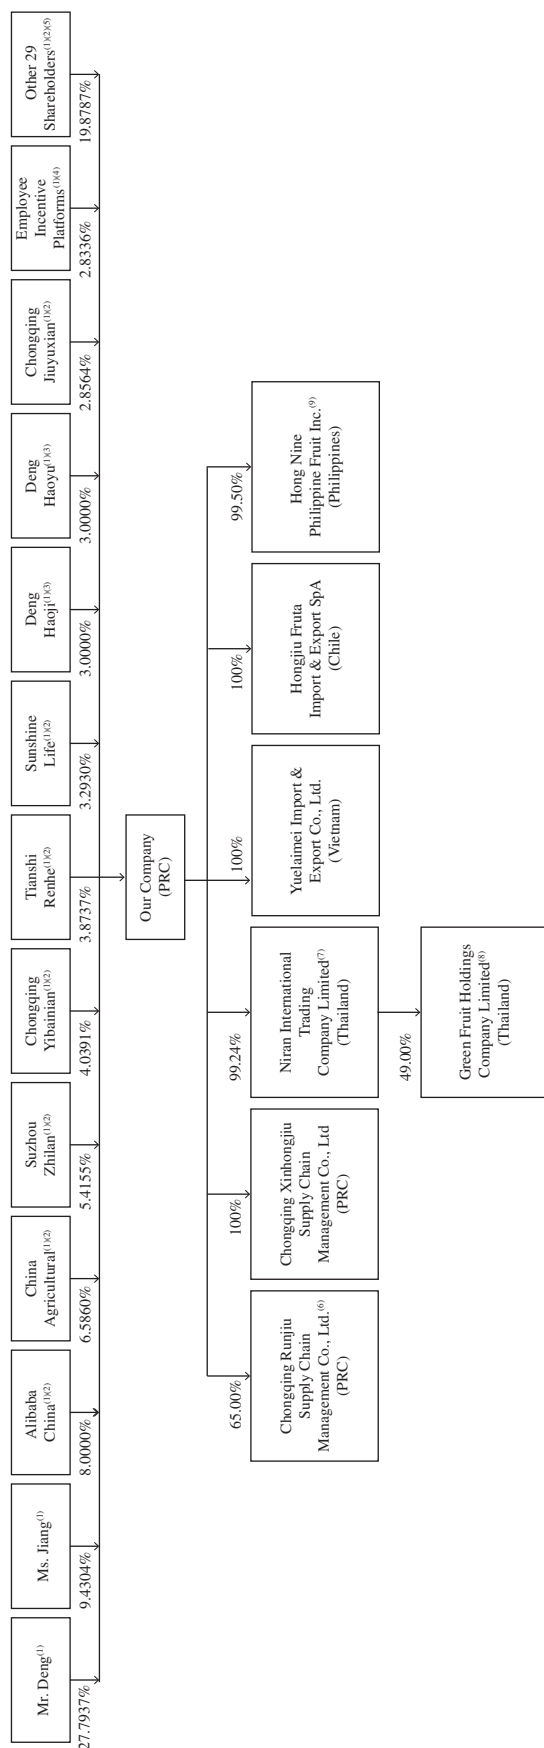 Mr. Deng(1)
27.7937%
Ms. Jiang(1)
9.4304%
Alibaba
China(1)(2)
8.0000%
China
Agricultural(1)(2)
6.5860%
Suzhou
Zhilan(1)(2)
5.4155%
Chongqing
Yibainian(1)(2)
4.0391%
Tianshi
Renhe(1)(2)
3.8737%
Sunshine
Life(1)(2)
3.2930%
Deng
Haoji(1)(3)
3.0000%
Deng
Haoyu(1)(3)
3.0000%
Chongqing
Jiuyuxian(1)(2)
2.8564%
Employee
Incentive
Platforms(1)(4)
2.8336%
Other 29
Shareholders(1)(2)(5)
19.8787%
Our Company
(PRC)
65.00%
Chongqing Runjiu
Supply Chain
Management Co., Ltd.(6)
(PRC)
100%
Chongqing Xinhongjiu
Supply Chain
Management Co., Ltd
(PRC)
99.24%
Niran International
Trading
Company Limited(7)
(Thailand)
100%
Yuelaimei Import &
Export Co., Ltd.
(Vietnam)
100%
Hongjiu Fruta
Import & Export SpA
(Chile)
99.50%
Hong Nine
Philippine Fruit Inc.(9)
(Philippines)
49.00%
Green Fruit Holdings
Company Limited(8)
(Thailand)